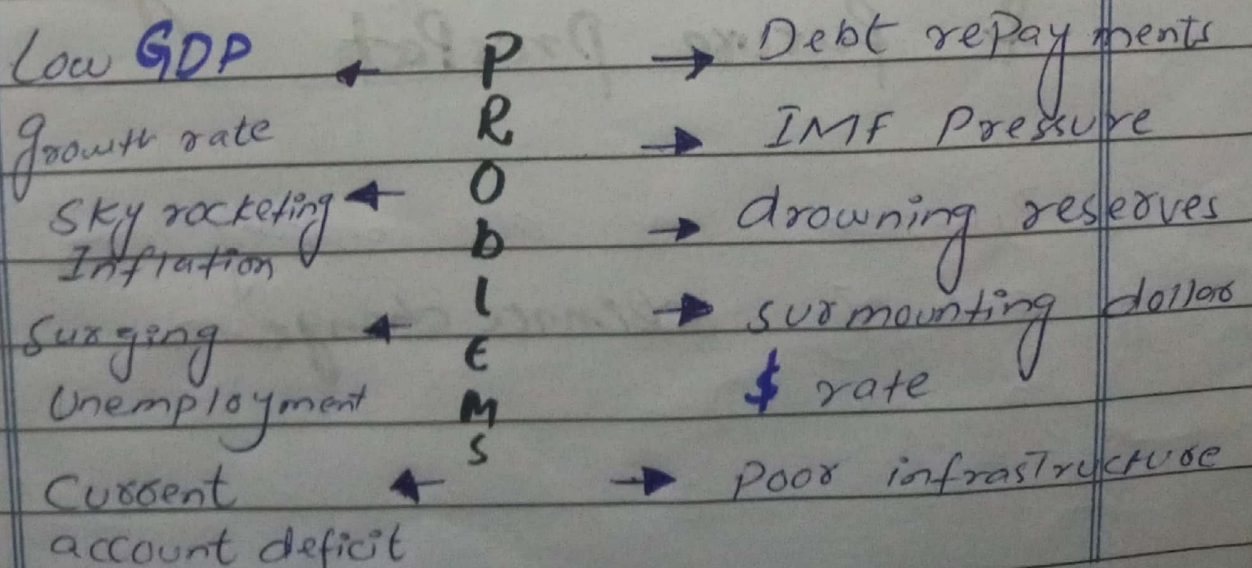 Low GDP ← P → Debt rePayments
growth rate R → IMF Pressure
Sky rocketing ← O → drowning reserves
Inflation b
l → surmounting dollar
Surging ← E
Unemployment M $ rate
S
Current ← → Poor infrastructure
account deficit